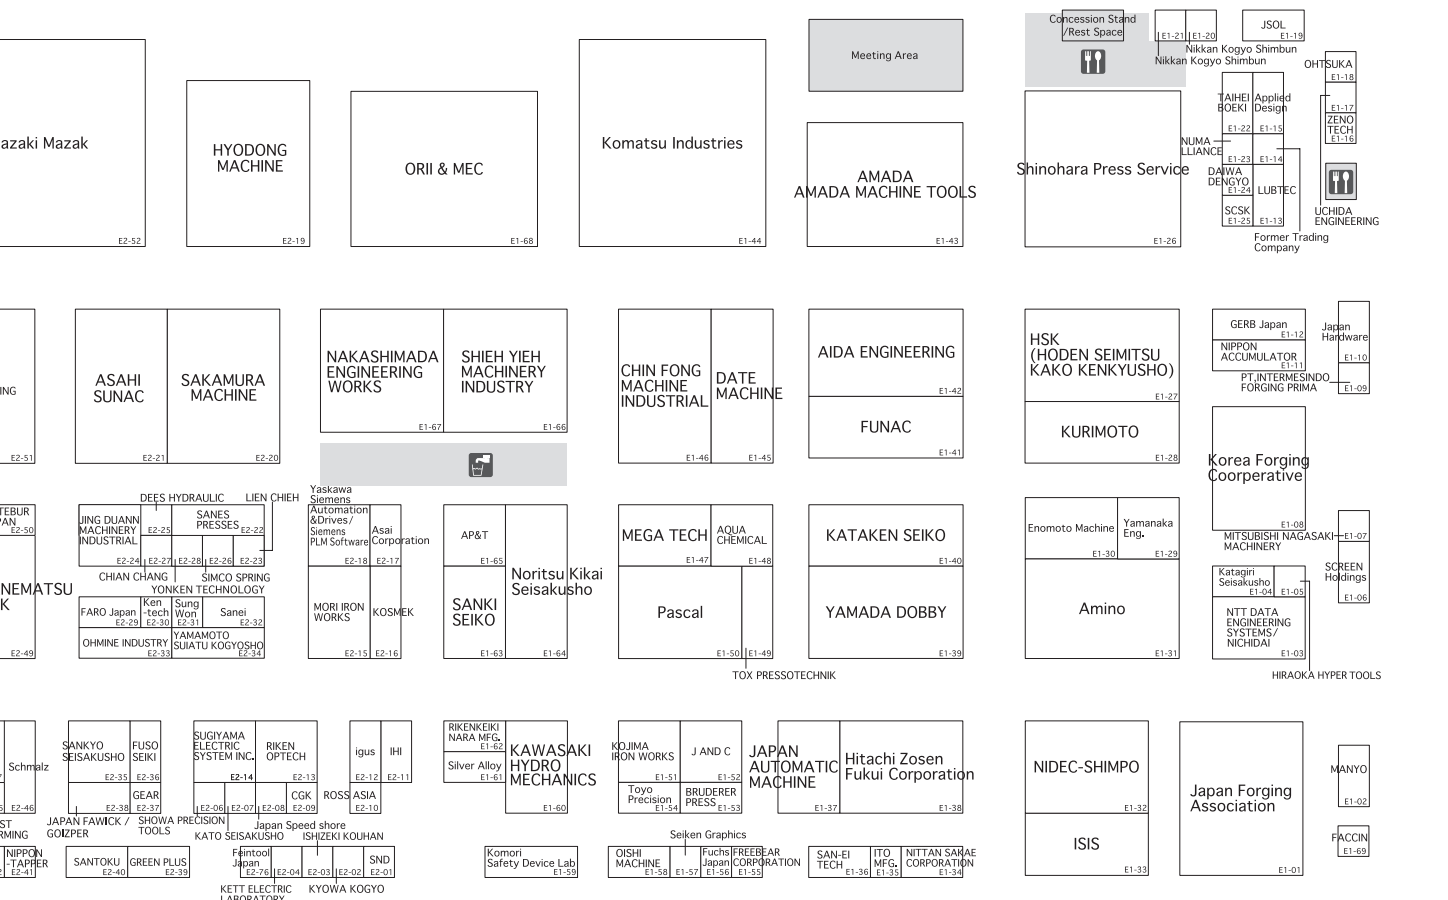 Concession Stand
/Rest Space
E1-21
E1-20
JSOL
E1-19
Nikkan Kogyo Shimbun
Nikkan Kogyo Shimbun
Meeting Area
azaki Mazak
E2-52
HYODONG
MACHINE
E2-19
ORII & MEC
E1-68
Komatsu Industries
E1-44
AMADA
AMADA MACHINE TOOLS
E1-43
Shinohara Press Service
E1-26
TAIHEI
BOEKI
E1-22
Applied
Design
E1-15
NUMA
LLIANCE
E1-23
E1-14
DAIWA
DENGYO
E1-24
LUBTEC
SCSK
E1-25
E1-13
Former Trading
Company
OHTSUKA
E1-18
E1-17
ZENO
TECH
E1-16
UCHIDA
ENGINEERING
ING
E2-51
ASAHI
SUNAC
E2-21
SAKAMURA
MACHINE
E2-20
NAKASHIMADA
ENGINEERING
WORKS
E1-67
SHIEH YIEH
MACHINERY
INDUSTRY
E1-66
CHIN FONG
MACHINE
INDUSTRIAL
E1-46
DATE
MACHINE
E1-45
AIDA ENGINEERING
E1-42
FUNAC
E1-41
HSK
(HODEN SEIMITSU
KAKO KENKYUSHO)
E1-27
KURIMOTO
E1-28
GERB Japan
E1-12
NIPPON
ACCUMULATOR
E1-11
Japan
Hardware
E1-10
PT,INTERMESINDO
FORGING PRIMA
E1-09
Korea Forging
Coorperative
E1-08
TEBUR
PAN
E2-50
NEMATSU
K
E2-49
DEES HYDRAULIC
LIEN CHIEH
JING DUANN
MACHINERY
INDUSTRIAL
E2-24
E2-25
SANES
PRESSES
E2-22
E2-27
E2-28
E2-26
E2-23
CHIAN CHANG
SIMCO SPRING
YONKEN TECHNOLOGY
FARO Japan
E2-29
Ken
-tech
E2-30
Sung
Won
E2-31
Sanei
E2-32
OHMINE INDUSTRY
E2-33
YAMAMOTO
SUIATU KOGYOSHO
E2-34
Yaskawa
Siemens
Automation
&Drives/
Siemens
PLM Software
E2-18
Asai
Corporation
E2-17
MORI IRON
WORKS
E2-15
KOSMEK
E2-16
AP&T
E1-65
SANKI
SEIKO
E1-63
Noritsu Kikai
Seisakusho
E1-64
MEGA TECH
E1-47
AQUA
CHEMICAL
E1-48
Pascal
E1-50
E1-49
TOX PRESSOTECHNIK
KATAKEN SEIKO
E1-40
YAMADA DOBBY
E1-39
Enomoto Machine
E1-30
Yamanaka
Eng.
E1-29
Amino
E1-31
MITSUBISHI NAGASAKI
MACHINERY
E1-07
SCREEN
Holdings
E1-06
Katagiri
Seisakusho
E1-04
E1-05
NTT DATA
ENGINEERING
SYSTEMS/
NICHIDAI
E1-03
HIRAOKA HYPER TOOLS
Schmalz
E2-46
SANKYO
SEISAKUSHO
E2-35
FUSO
SEIKI
E2-36
E2-38
GEAR
E2-37
JAPAN FAWICK /
GOIZPER
SHOWA PRECISION
TOOLS
SUGIYAMA
ELECTRIC
SYSTEM INC.
E2-14
RIKEN
OPTECH
E2-13
E2-06
E2-07
E2-08
CGK
E2-09
KATO SEISAKUSHO
Japan Speed shore
ISHIZEKI KOUHAN
igus
E2-12
IHI
E2-11
ROSS ASIA
E2-10
RIKENKEIKI
NARA MFG.
E1-62
Silver Alloy
E1-61
KAWASAKI
HYDRO
MECHANICS
E1-60
KOJIMA
IRON WORKS
E1-51
J AND C
E1-52
Toyo
Precision
E1-54
BRUDERER
PRESS
E1-53
JAPAN
AUTOMATIC
MACHINE
E1-37
Hitachi Zosen
Fukui Corporation
E1-38
NIDEC-SHIMPO
E1-32
ISIS
E1-33
Japan Forging
Association
E1-01
MANYO
E1-02
FACCIN
E1-69
ST
RMING
NIPPON
-TAPPER
E2-41
SANTOKU
E2-40
GREEN PLUS
E2-39
Feintool
Japan
E2-76
E2-04
E2-03
E2-02
SND
E2-01
KETT ELECTRIC
LABORATORY
KYOWA KOGYO
Komori
Safety Device Lab
E1-59
Seiken Graphics
OISHI
MACHINE
E1-58
E1-57
Fuchs
Japan
E1-56
FREEBEAR
CORPORATION
E1-55
SAN-EI
TECH
E1-36
ITO
MFG.
E1-35
NITTAN SAKAE
CORPORATION
E1-34